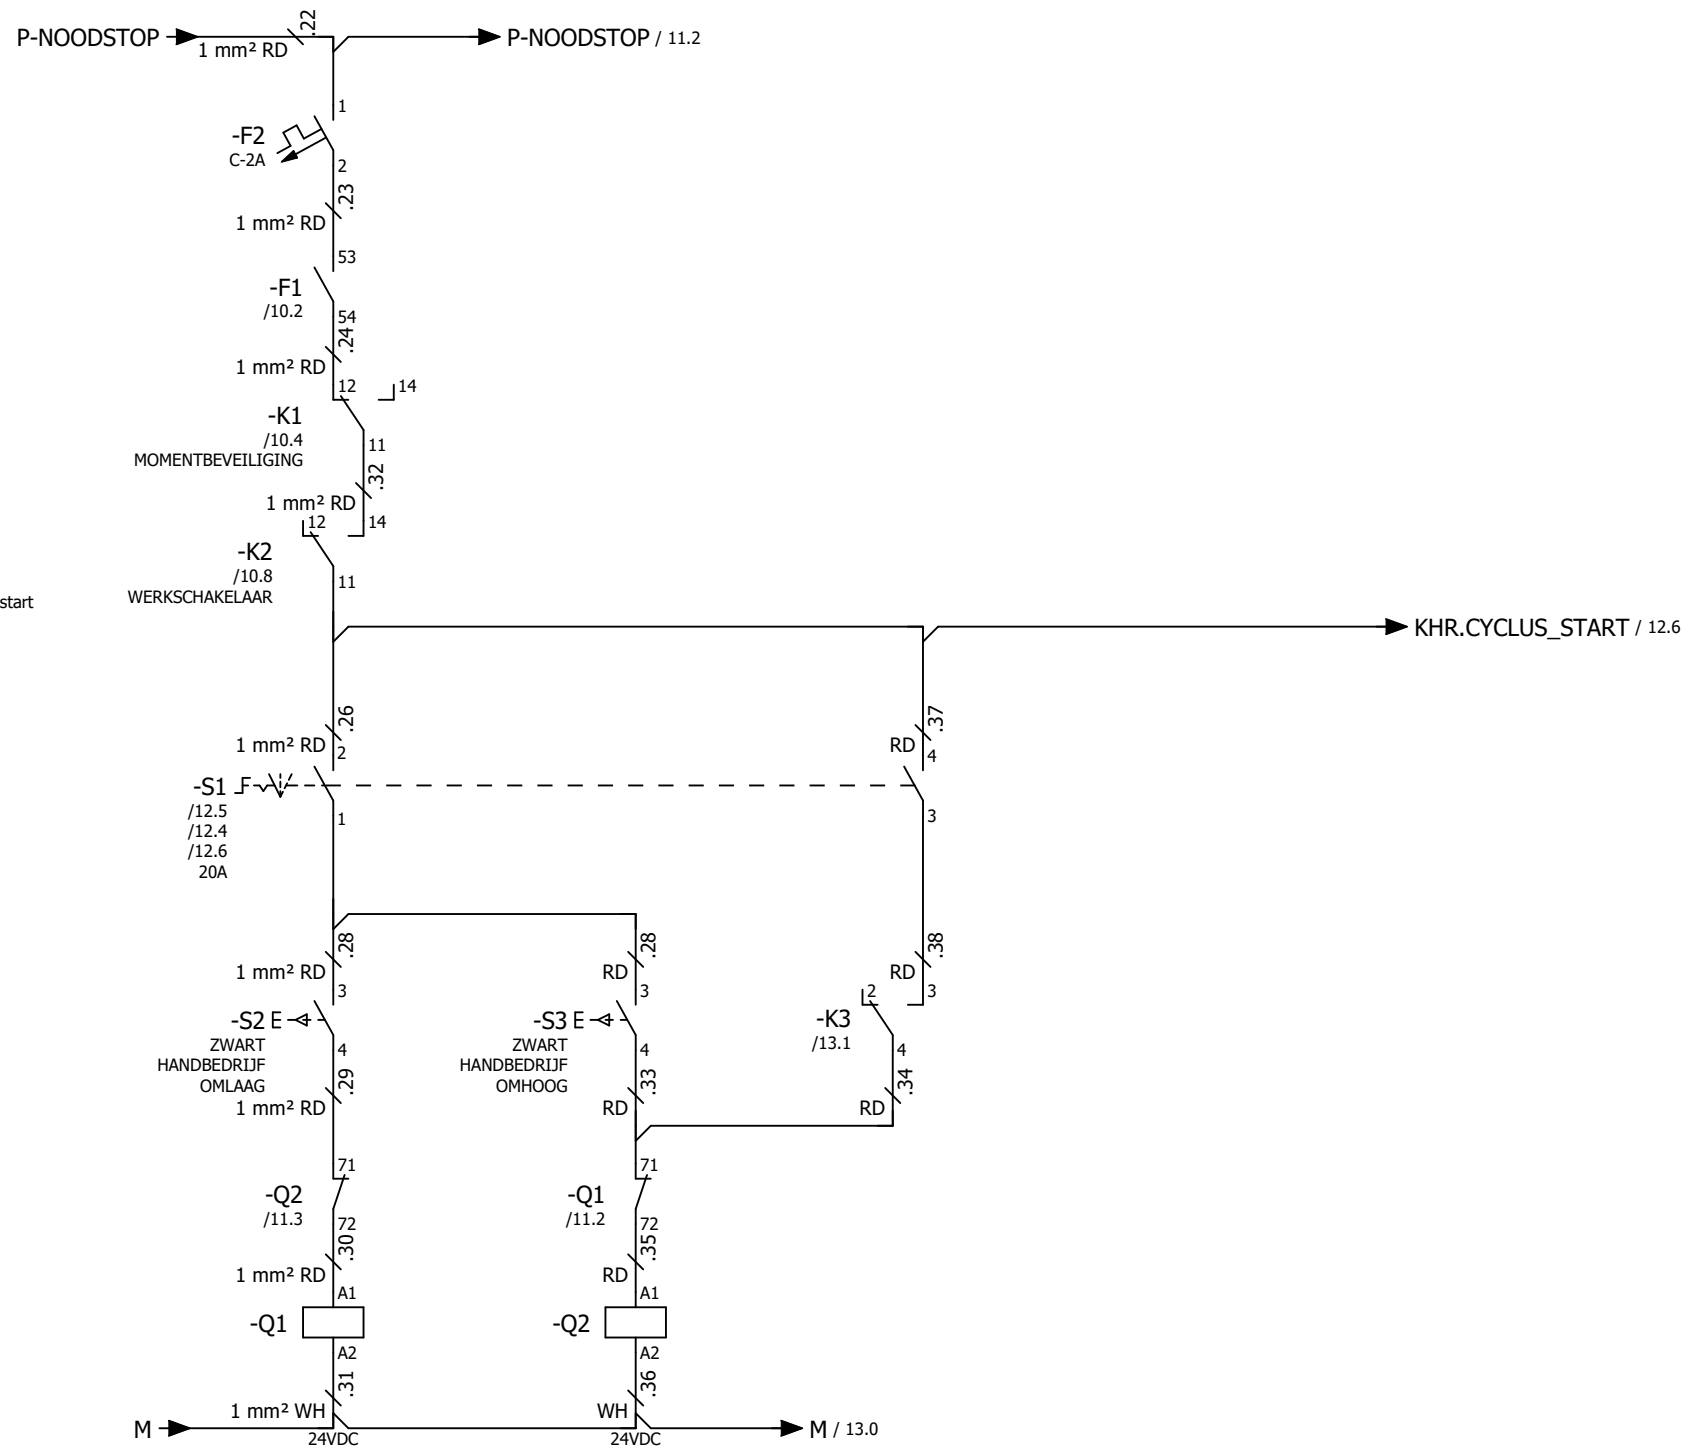 .22
P-NOODSTOP
P-NOODSTOP / 11.2
1 mm² RD
1
-F2
C-2A
2
.23
1 mm² RD
53
-F1
/10.2
54
.24
1 mm² RD
12
14
-K1
/10.4
MOMENTBEVEILIGING
11
.32
1 mm² RD
12
14
-K2
/10.8
WERKSCHAKELAAR
11
start
KHR.CYCLUS_START / 12.6
.26
1 mm² RD
2
.37
RD
4
-S1
/12.5
/12.4
/12.6
20A
1
3
.28
1 mm² RD
3
.28
RD
3
.38
RD
2
3
-S2
ZWART
HANDBEDRIJF
OMLAAG
4
.29
1 mm² RD
-S3
ZWART
HANDBEDRIJF
OMHOOG
4
.33
RD
-K3
/13.1
4
.34
RD
71
-Q2
/11.3
72
.30
1 mm² RD
71
-Q1
/11.2
72
.35
RD
A1
-Q1
A2
.31
1 mm² WH
A1
-Q2
A2
.36
WH
M
24VDC
24VDC
M / 13.0